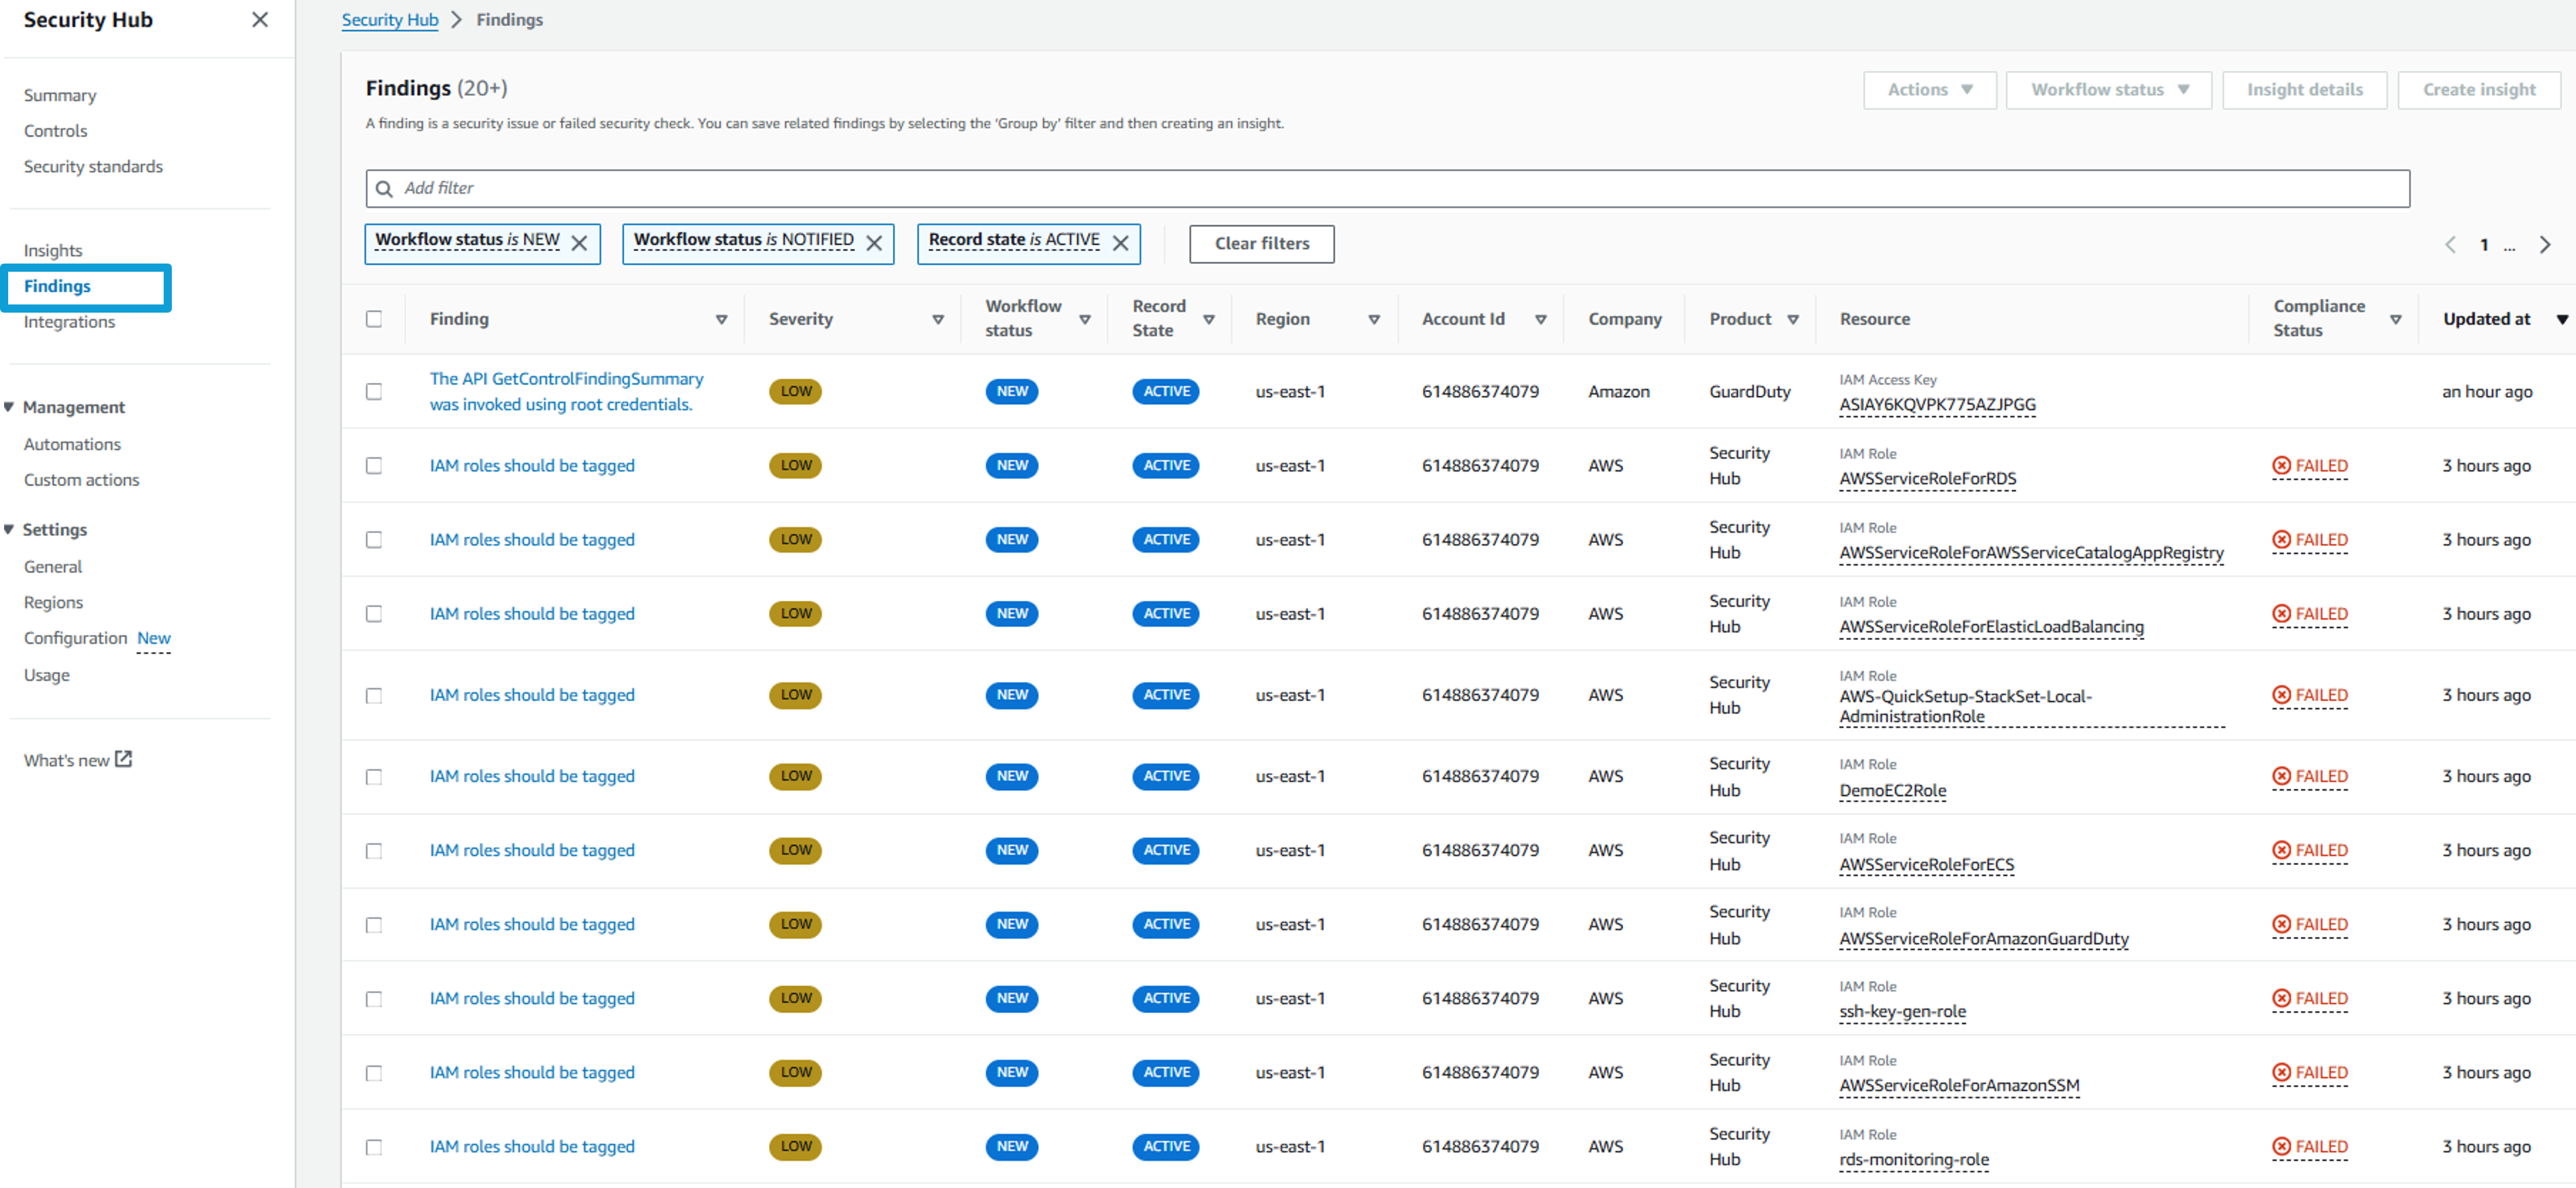 Security Hub
Summary
Controls
Security standards
Insights
Findings
Integrations
Management
Automations
Custom actions
Settings
General
Regions
Configuration New
Usage
What's new
Security Hub > Findings
Findings (20+)
A finding is a security issue or failed security check. You can save related findings by selecting the 'Group by' filter and then creating an insight.
Actions
Workflow status
Insight details
Create insight
Add filter
Workflow status is NEW
Workflow status is NOTIFIED
Record state is ACTIVE
Clear filters
1 ...
Finding
Severity
Workflow
status
Record
State
Region
Account Id
Company
Product
Resource
Compliance
Status
Updated at
The API GetControlFindingSummary
was invoked using root credentials.
LOW
NEW
ACTIVE
us-east-1
614886374079
Amazon
GuardDuty
IAM Access Key
ASIAY6KQVPK775AZJPGG
an hour ago
IAM roles should be tagged
LOW
NEW
ACTIVE
us-east-1
614886374079
AWS
Security
Hub
IAM Role
AWSServiceRoleForRDS
FAILED
3 hours ago
IAM roles should be tagged
LOW
NEW
ACTIVE
us-east-1
614886374079
AWS
Security
Hub
IAM Role
AWSServiceRoleForAWSServiceCatalogAppRegistry
FAILED
3 hours ago
IAM roles should be tagged
LOW
NEW
ACTIVE
us-east-1
614886374079
AWS
Security
Hub
IAM Role
AWSServiceRoleForElasticLoadBalancing
FAILED
3 hours ago
IAM roles should be tagged
LOW
NEW
ACTIVE
us-east-1
614886374079
AWS
Security
Hub
IAM Role
AWS-QuickSetup-StackSet-Local-
AdministrationRole
FAILED
3 hours ago
IAM roles should be tagged
LOW
NEW
ACTIVE
us-east-1
614886374079
AWS
Security
Hub
IAM Role
DemoEC2Role
FAILED
3 hours ago
IAM roles should be tagged
LOW
NEW
ACTIVE
us-east-1
614886374079
AWS
Security
Hub
IAM Role
AWSServiceRoleForECS
FAILED
3 hours ago
IAM roles should be tagged
LOW
NEW
ACTIVE
us-east-1
614886374079
AWS
Security
Hub
IAM Role
AWSServiceRoleForAmazonGuardDuty
FAILED
3 hours ago
IAM roles should be tagged
LOW
NEW
ACTIVE
us-east-1
614886374079
AWS
Security
Hub
IAM Role
ssh-key-gen-role
FAILED
3 hours ago
IAM roles should be tagged
LOW
NEW
ACTIVE
us-east-1
614886374079
AWS
Security
Hub
IAM Role
AWSServiceRoleForAmazonSSM
FAILED
3 hours ago
IAM roles should be tagged
LOW
NEW
ACTIVE
us-east-1
614886374079
AWS
Security
Hub
IAM Role
rds-monitoring-role
FAILED
3 hours ago